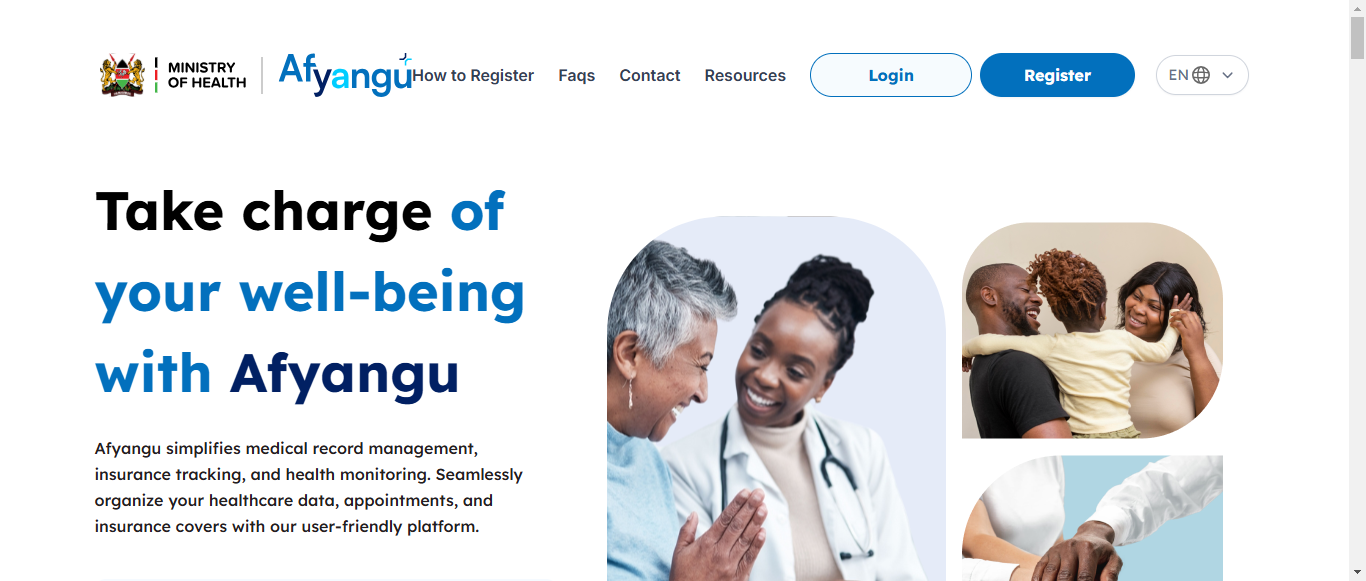 MINISTRY
OF HEALTH
Afyangu
How to Register
Faqs
Contact
Resources
Login
Register
EN
Take charge of
your well-being
with Afyangu
Afyangu simplifies medical record management,
insurance tracking, and health monitoring. Seamlessly
organize your healthcare data, appointments, and
insurance covers with our user-friendly platform.